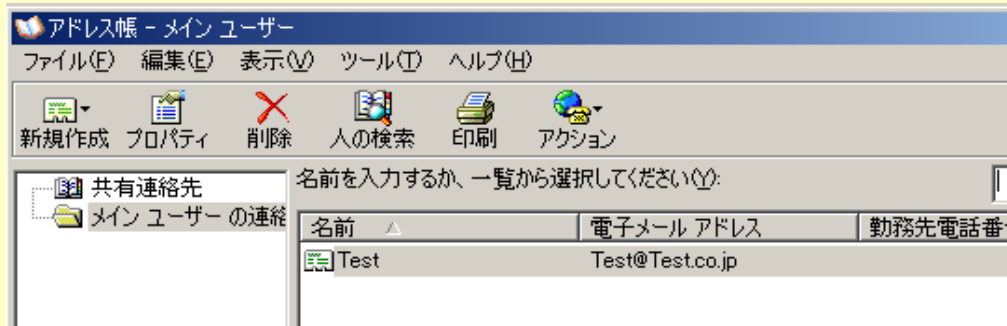 アドレス帳 - メイン ユーザー
ファイル(F) 編集(E) 表示(V) ツール(T) ヘルプ(H)
新規作成 プロパティ 削除 人の検索 印刷 アクション
共有連絡先
メイン ユーザー の連絡
名前を入力するか、一覧から選択してください(Y):
名前 電子メール アドレス 勤務先電話番
Test Test@Test.co.jp